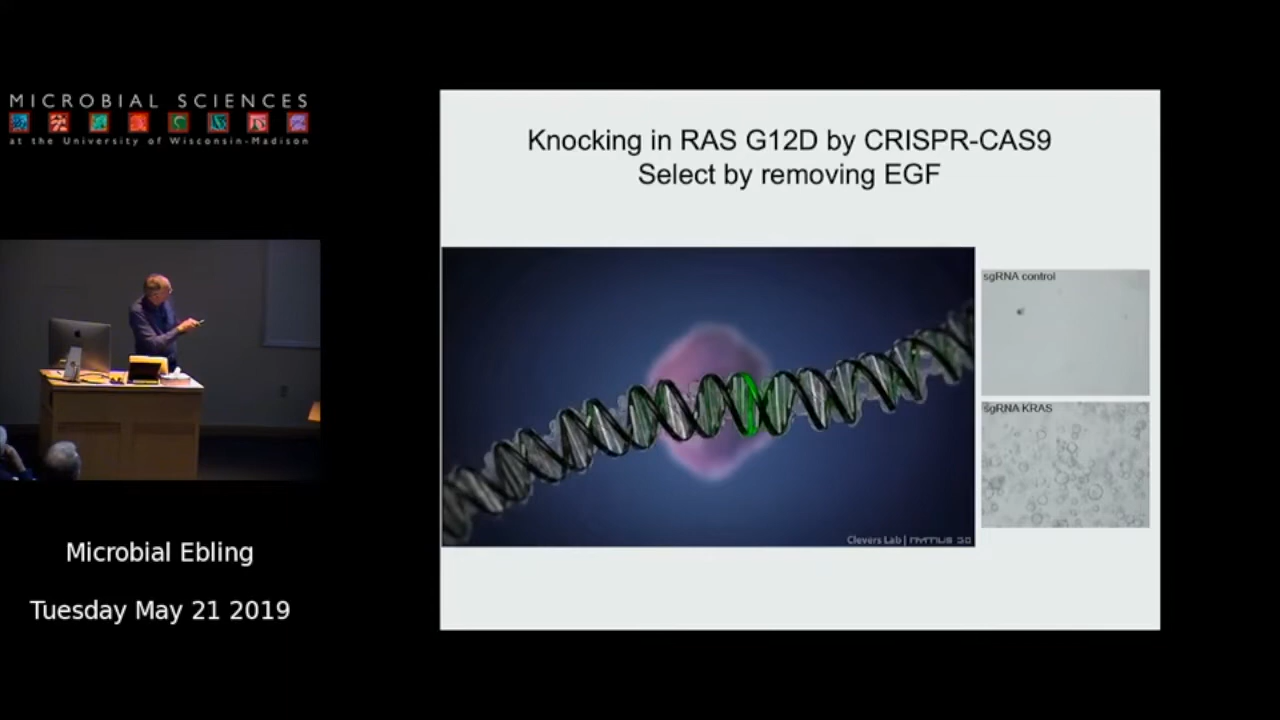 MICROBIAL SCIENCES
at the University of Wisconsin-Madison
Knocking in RAS G12D by CRISPR-CAS9
Select by removing EGF
sgRNA control
sgRNA KRAS
Clevers Lab |
Microbial Ebling
Tuesday May 21 2019